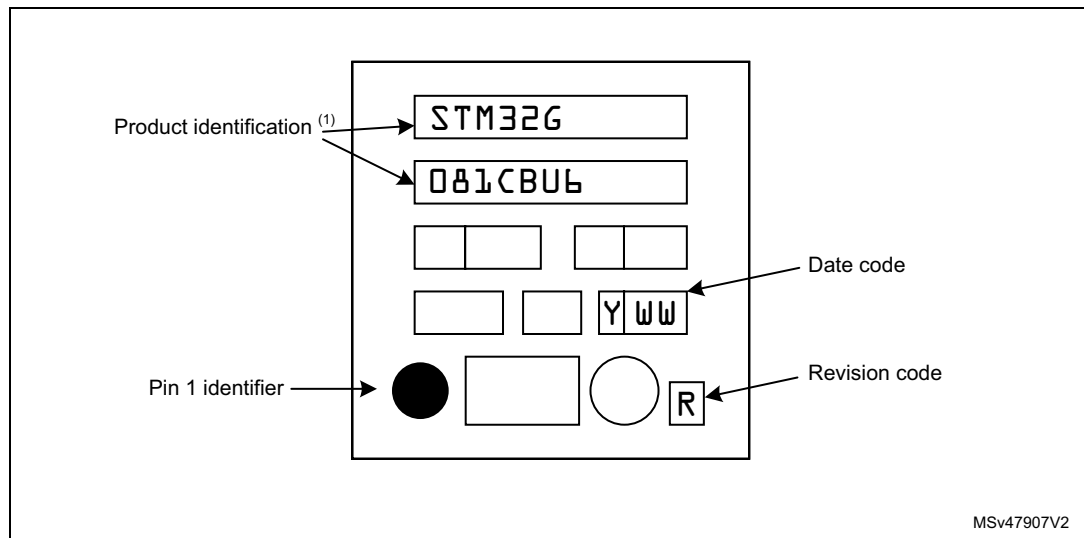 STM32G
Product identification (1)
081CBU6
Date code
Y WW
Pin 1 identifier
Revision code
R
MSv47907V2